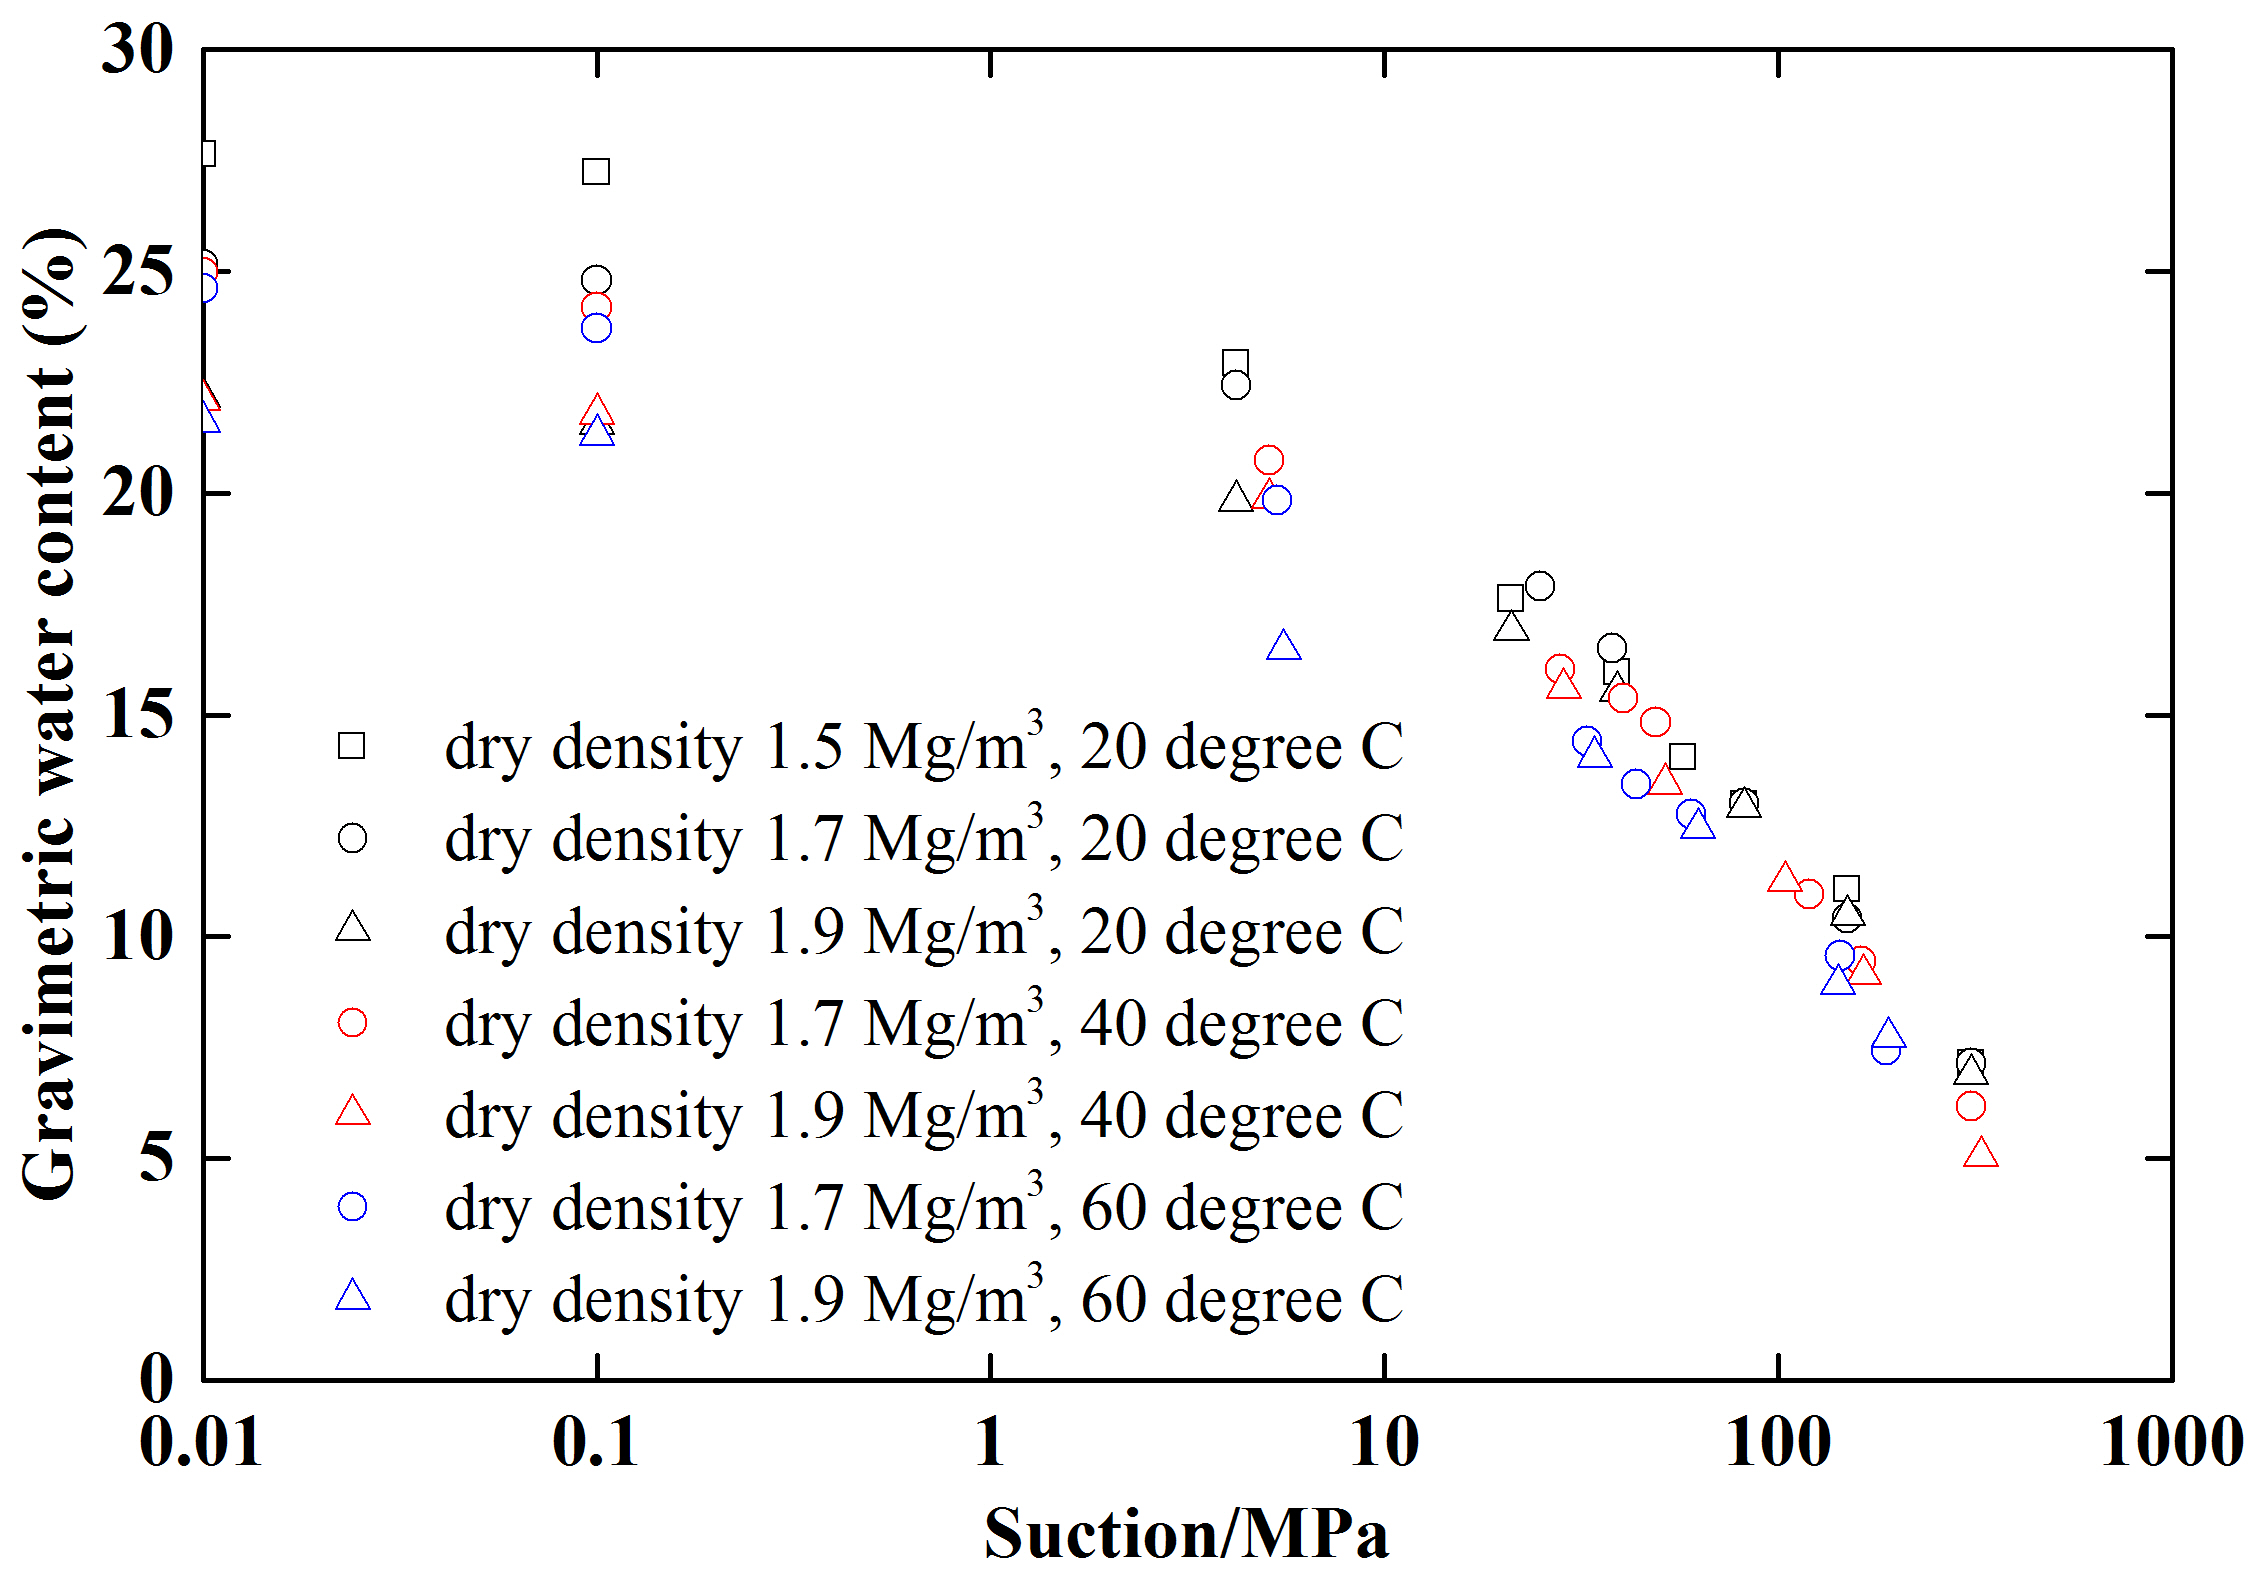 30
25
20
15
10
5
0
Gravimetric water content (%)
dry density 1.5 Mg/m³, 20 degree C
dry density 1.7 Mg/m³, 20 degree C
dry density 1.9 Mg/m³, 20 degree C
dry density 1.7 Mg/m³, 40 degree C
dry density 1.9 Mg/m³, 40 degree C
dry density 1.7 Mg/m³, 60 degree C
dry density 1.9 Mg/m³, 60 degree C
0.01 0.1 1 10 100 1000
Suction/MPa